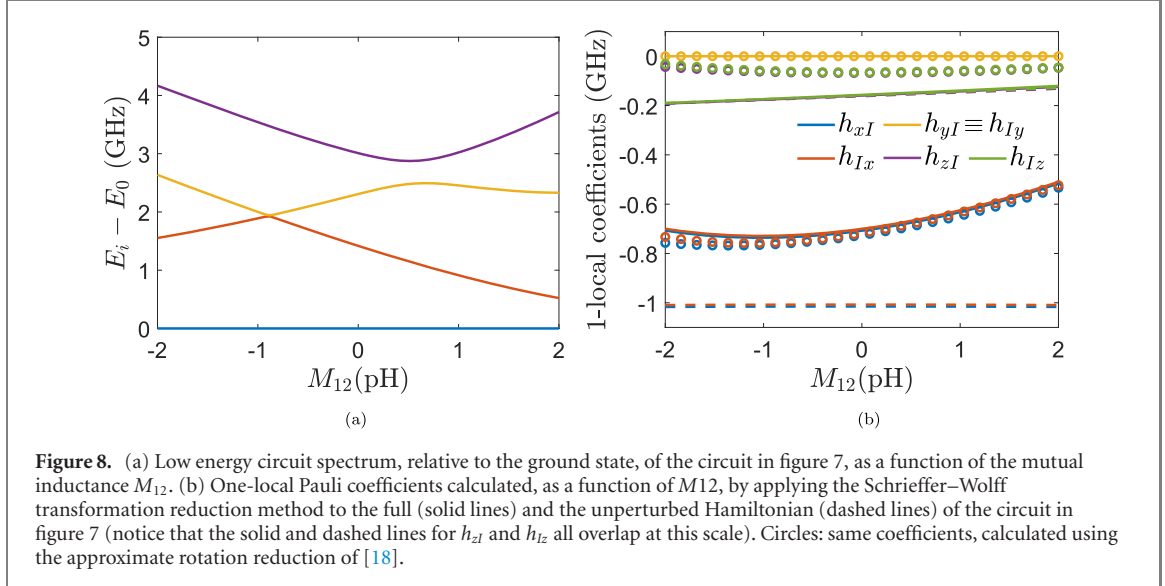 5
4
3
2
1
0
E_i − E_0 (GHz)
-2 -1 0 1 2
M_12(pH)
(a)
0
-0.2
-0.4
-0.6
-0.8
-1
1-local coefficients (GHz)
h_xI h_yI ≡ h_Iy
h_Ix h_zI h_Iz
-2 -1 0 1 2
M_12(pH)
(b)
Figure 8. (a) Low energy circuit spectrum, relative to the ground state, of the circuit in figure 7, as a function of the mutual
inductance M_12. (b) One-local Pauli coefficients calculated, as a function of M12, by applying the Schrieffer–Wolff
transformation reduction method to the full (solid lines) and the unperturbed Hamiltonian (dashed lines) of the circuit in
figure 7 (notice that the solid and dashed lines for h_zI and h_Iz all overlap at this scale). Circles: same coefficients, calculated using
the approximate rotation reduction of [18].